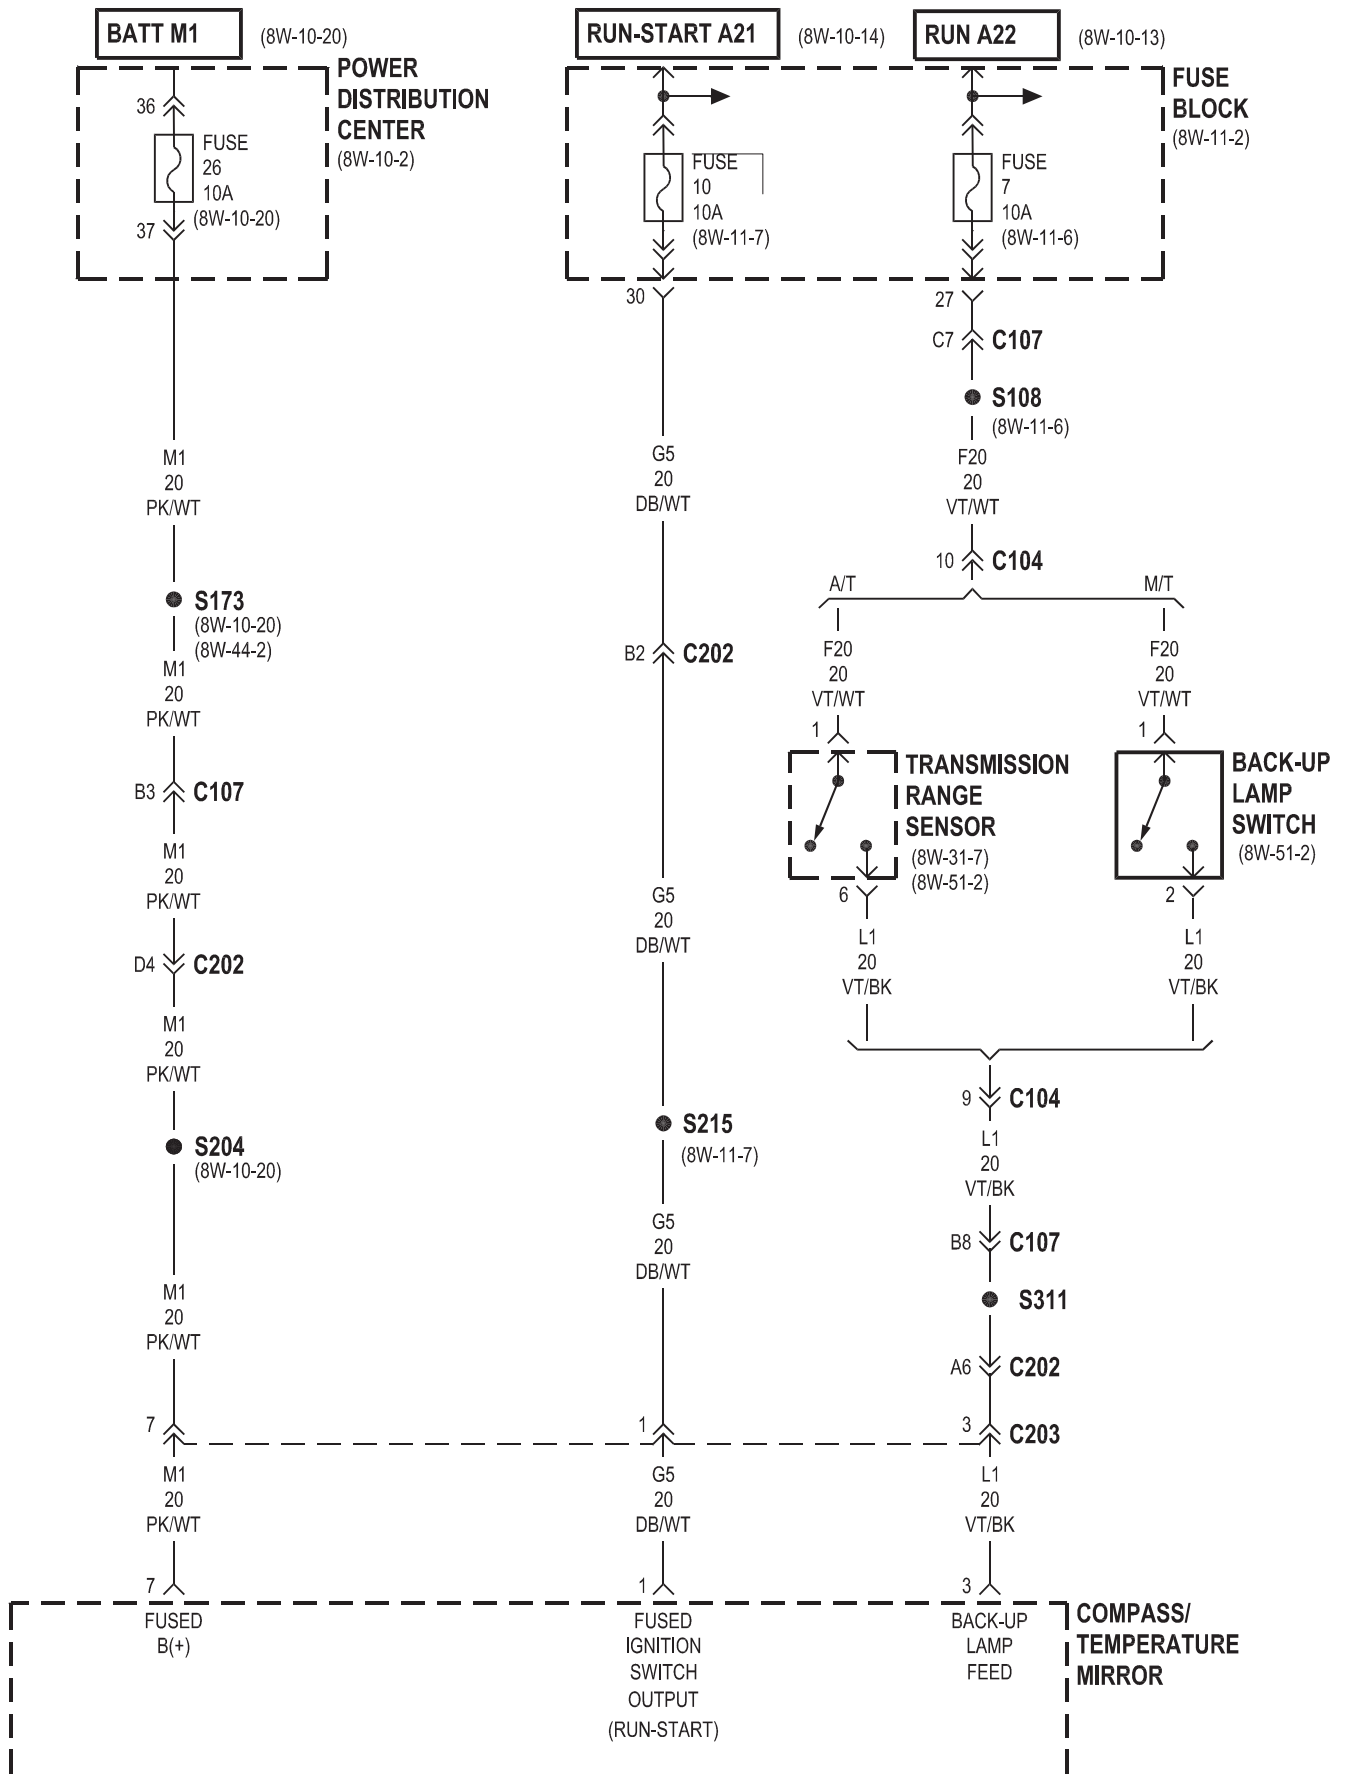 BATT M1
(8W-10-20)
RUN-START A21
(8W-10-14)
RUN A22
(8W-10-13)
POWER
DISTRIBUTION
CENTER
(8W-10-2)
36
FUSE
26
10A
(8W-10-20)
37
FUSE
10
10A
(8W-11-7)
30
FUSE
7
10A
(8W-11-6)
27
FUSE
BLOCK
(8W-11-2)
C7
C107
S108
(8W-11-6)
M1
20
PK/WT
G5
20
DB/WT
F20
20
VT/WT
10
C104
A/T
M/T
S173
(8W-10-20)
(8W-44-2)
M1
20
PK/WT
B2
C202
F20
20
VT/WT
F20
20
VT/WT
1
1
B3
C107
TRANSMISSION
RANGE
SENSOR
(8W-31-7)
(8W-51-2)
BACK-UP
LAMP
SWITCH
(8W-51-2)
M1
20
PK/WT
G5
20
DB/WT
6
2
L1
20
VT/BK
L1
20
VT/BK
D4
C202
M1
20
PK/WT
9
C104
S204
(8W-10-20)
S215
(8W-11-7)
L1
20
VT/BK
G5
20
DB/WT
B8
C107
S311
M1
20
PK/WT
A6
C202
7
1
3
C203
M1
20
PK/WT
G5
20
DB/WT
L1
20
VT/BK
7
1
3
FUSED
B(+)
FUSED
IGNITION
SWITCH
OUTPUT
(RUN-START)
BACK-UP
LAMP
FEED
COMPASS/
TEMPERATURE
MIRROR